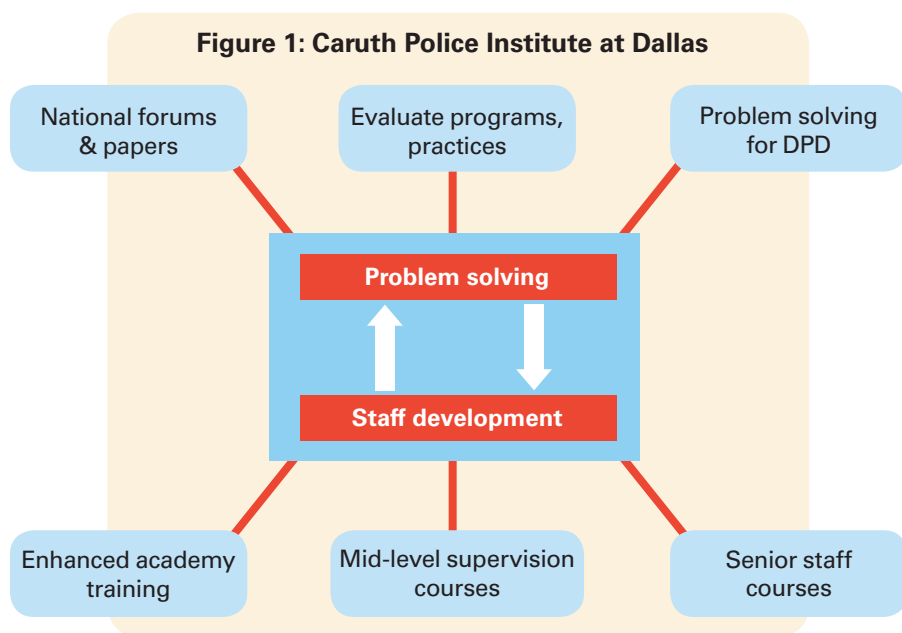 Figure 1: Caruth Police Institute at Dallas
National forums
& papers
Evaluate programs,
practices
Problem solving
for DPD
Problem solving
Staff development
Enhanced academy
training
Mid-level supervision
courses
Senior staff
courses